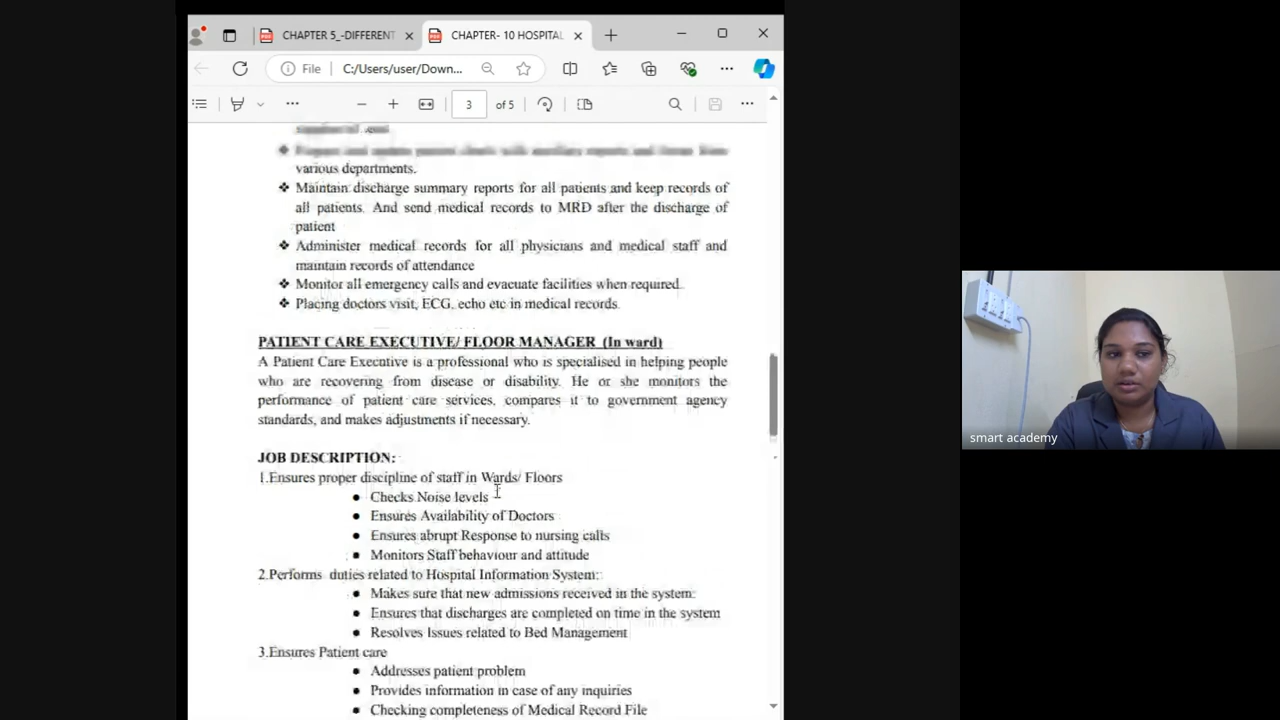 CHAPTER 5_-DIFFERENT
CHAPTER- 10 HOSPITAL
File
C:/Users/user/Down...
3
of 5
various departments.
❖ Maintain discharge summary reports for all patients and keep records of
all patients. And send medical records to MRD after the discharge of
patient
❖ Administer medical records for all physicians and medical staff and
maintain records of attendance
❖ Monitor all emergency calls and evacuate facilities when required.
❖ Placing doctors visit, ECG, echo etc in medical records.
PATIENT CARE EXECUTIVE/ FLOOR MANAGER (In ward)
A Patient Care Executive is a professional who is specialised in helping people
who are recovering from disease or disability. He or she monitors the
performance of patient care services, compares it to government agency
standards, and makes adjustments if necessary.
JOB DESCRIPTION:
1.Ensures proper discipline of staff in Wards/ Floors
● Checks Noise levels
● Ensures Availability of Doctors
● Ensures abrupt Response to nursing calls
● Monitors Staff behaviour and attitude
2.Performs duties related to Hospital Information System:
● Makes sure that new admissions received in the system:
● Ensures that discharges are completed on time in the system
● Resolves Issues related to Bed Management
3.Ensures Patient care
● Addresses patient problem
● Provides information in case of any inquiries
● Checking completeness of Medical Record File
smart academy